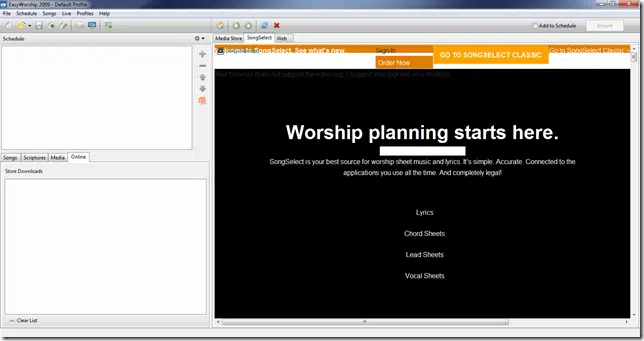 EasyWorship 2009 - Default Profile
File Schedule Songs Live Profiles Help
Schedule
Add to Schedule
Import
Media Store SongSelect Web
elcome to SongSelect. See what's new.
Sign In
Order Now
GO TO SONGSELECT CLASSIC
Go to SongSelect Classic >
Your browser does not support the video tag, I suggest you upgrade your browser
Worship planning starts here.
SongSelect is your best source for worship sheet music and lyrics. It's simple. Accurate. Connected to the
applications you use all the time. And completely legal!
Lyrics
Chord Sheets
Lead Sheets
Vocal Sheets
Songs Scriptures Media Online
Store Downloads
Clear List